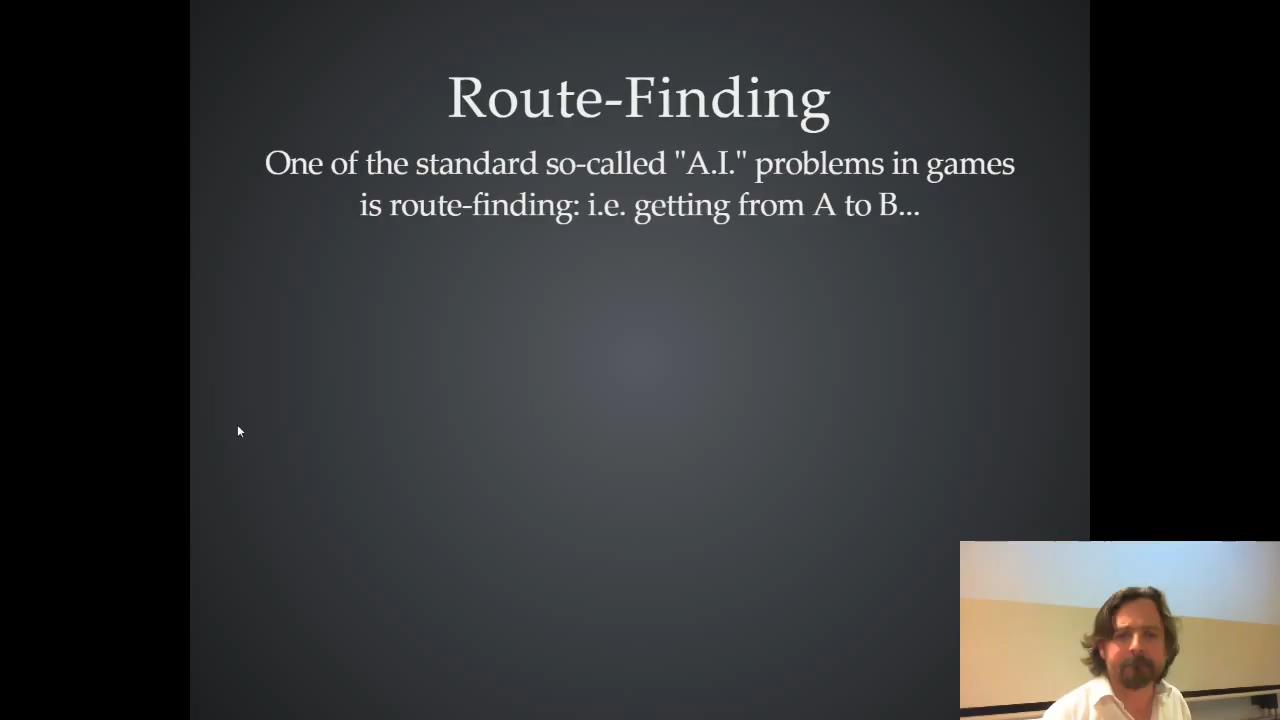 Route-Finding
One of the standard so-called "A.I." problems in games
is route-finding: i.e. getting from A to B...